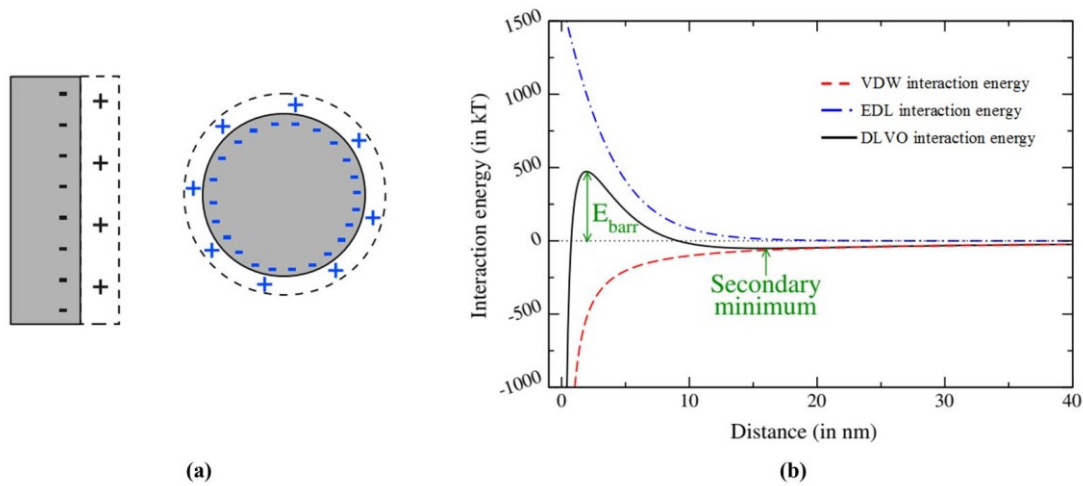 1500
1000
500
0
-500
-1000
Interaction energy (in kT)
VDW interaction energy
EDL interaction energy
DLVO interaction energy
E_barr
Secondary
minimum
0 10 20 30 40
Distance (in nm)
(a) (b)